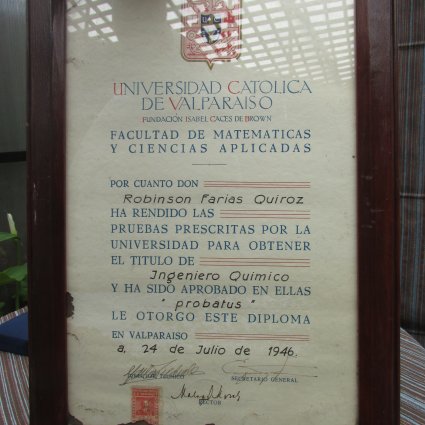 UNIVERSIDAD CATOLICA
DE VALPARAISO
FUNDACIÓN ISABEL CACES DE BROWN
FACULTAD DE MATEMATICAS
Y CIENCIAS APLICADAS
POR CUANTO DON
Robinson Farias Quiroz
HA RENDIDO LAS
PRUEBAS PRESCRITAS POR LA
UNIVERSIDAD PARA OBTENER
EL TITULO DE
Ingeniero Quimico
Y HA SIDO APROBADO EN ELLAS
"probatus"
LE OTORGO ESTE DIPLOMA
EN VALPARAISO
a, 24 de Julio de 1946.
SECRETARIO GENERAL
RECTOR